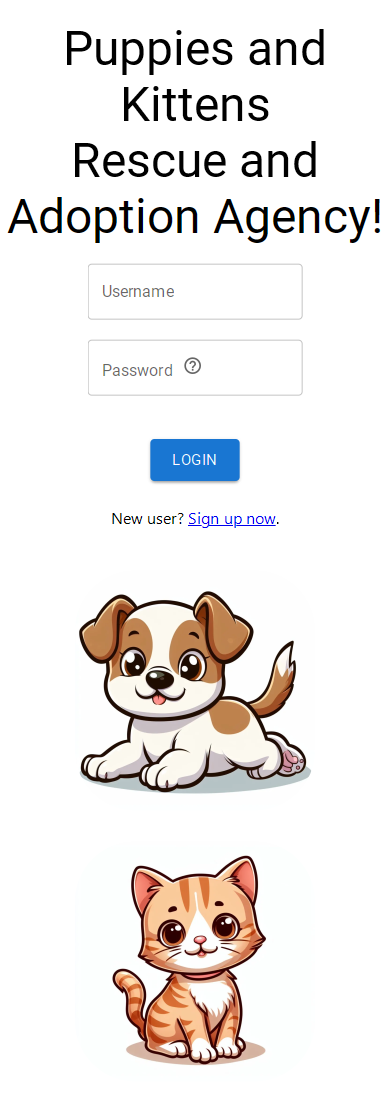 Puppies and
Kittens
Rescue and
Adoption Agency!
Username
Password ?
LOGIN
New user? Sign up now.